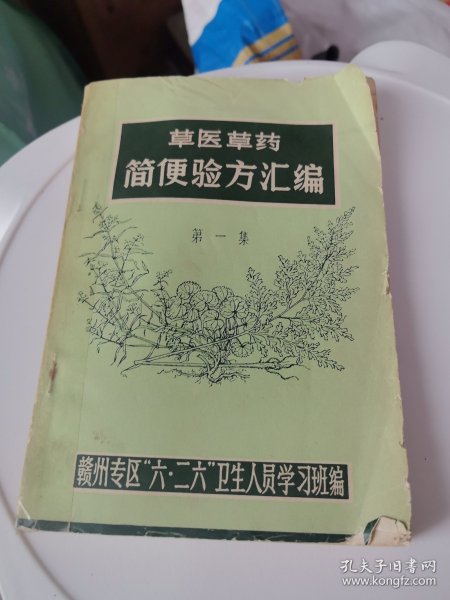 草医草药
简便验方汇编
第一集
赣州专区“六·二六”卫生人员学习班编
孔夫子旧书网
www.kongfz.com